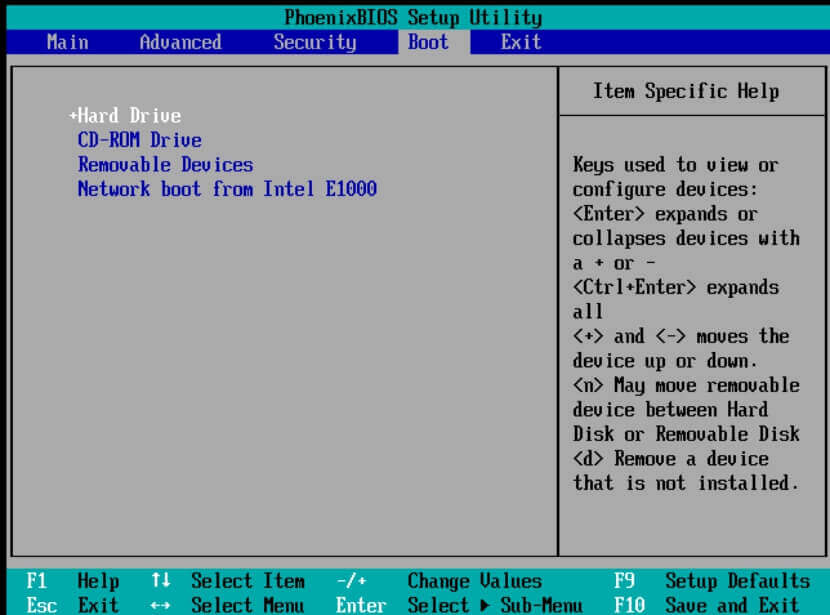 PhoenixBIOS Setup Utility
Main Advanced Security Boot Exit
+Hard Drive
CD-ROM Drive
Removable Devices
Network boot from Intel E1000
Item Specific Help
Keys used to view or
configure devices:
<Enter> expands or
collapses devices with
a + or -
<Ctrl+Enter> expands
all
<+> and <-> moves the
device up or down.
<n> May move removable
device between Hard
Disk or Removable Disk
<d> Remove a device
that is not installed.
F1 Help ↑↓ Select Item -/+ Change Values F9 Setup Defaults
Esc Exit ↔ Select Menu Enter Select ▶ Sub-Menu F10 Save and Exit